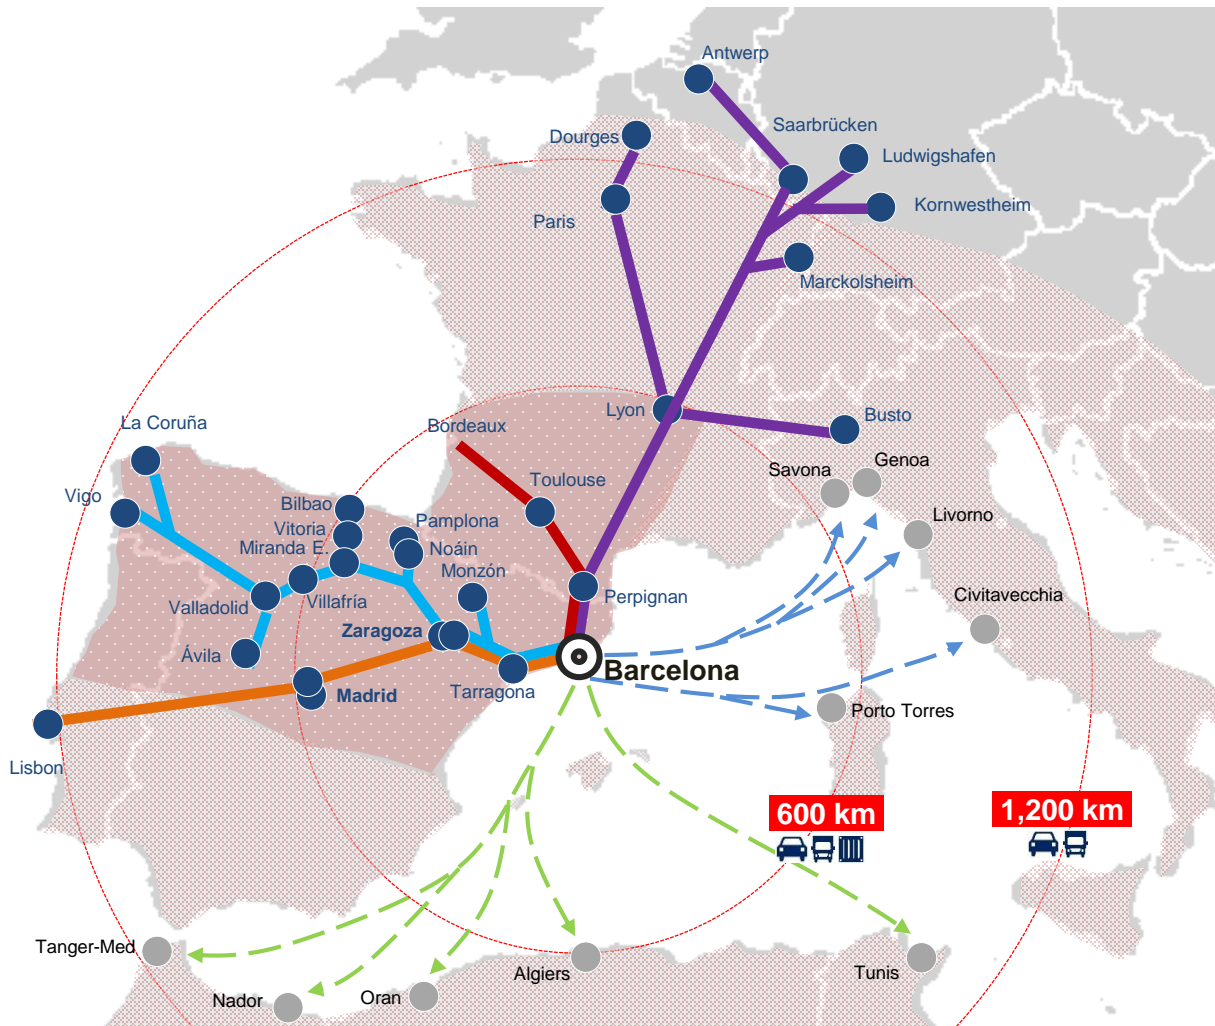 Antwerp
Saarbrücken
Dourges
Ludwigshafen
Kornwestheim
Paris
Marckolsheim
Lyon
Busto
La Coruña
Bordeaux
Genoa
Savona
Toulouse
Vigo
Bilbao
Livorno
Pamplona
Vitoria
Miranda E.
Noáin
Monzón
Civitavecchia
Perpignan
Villafría
Valladolid
Zaragoza
Ávila
Barcelona
Tarragona
Madrid
Porto Torres
Lisbon
600 km
1,200 km
Tanger-Med
Algiers
Tunis
Nador
Oran